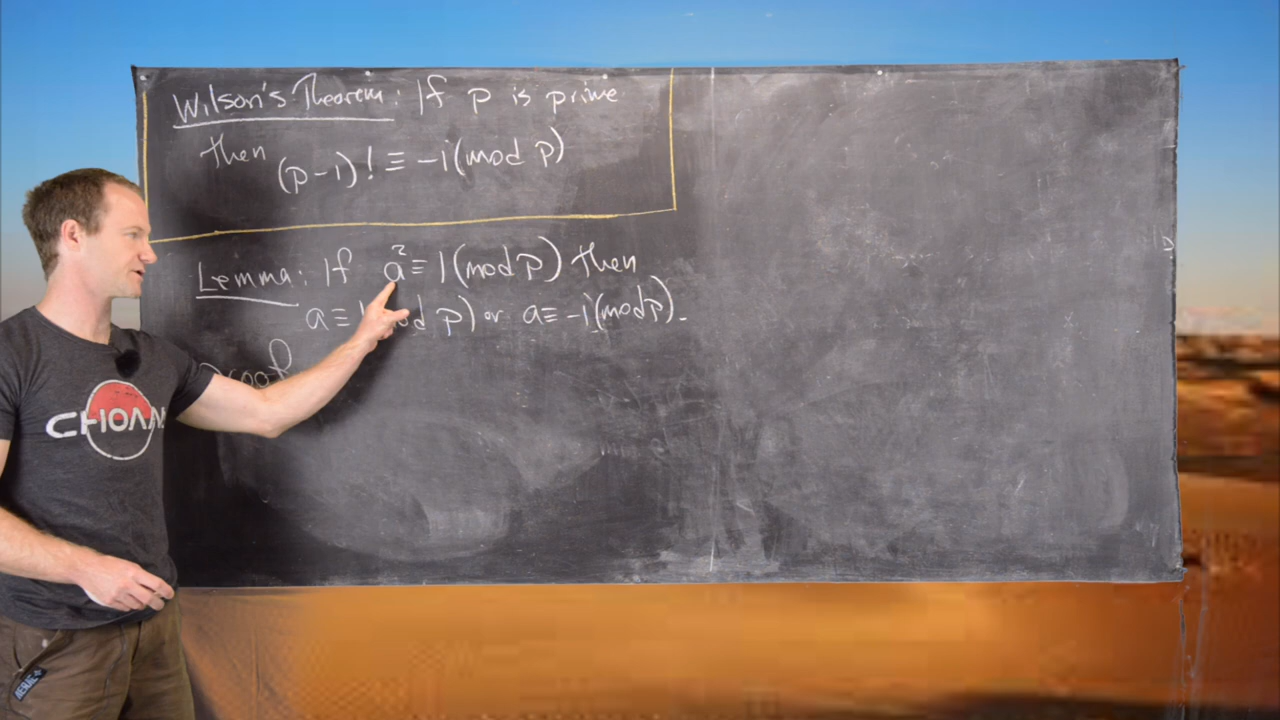 Wilson's Theorem: If p is prime
then (p-1)! ≡ -1 (mod p)
Lemma: If a² ≡ 1 (mod p) then
a ≡ 1 (mod p) or a ≡ -1 (mod p).
Proof